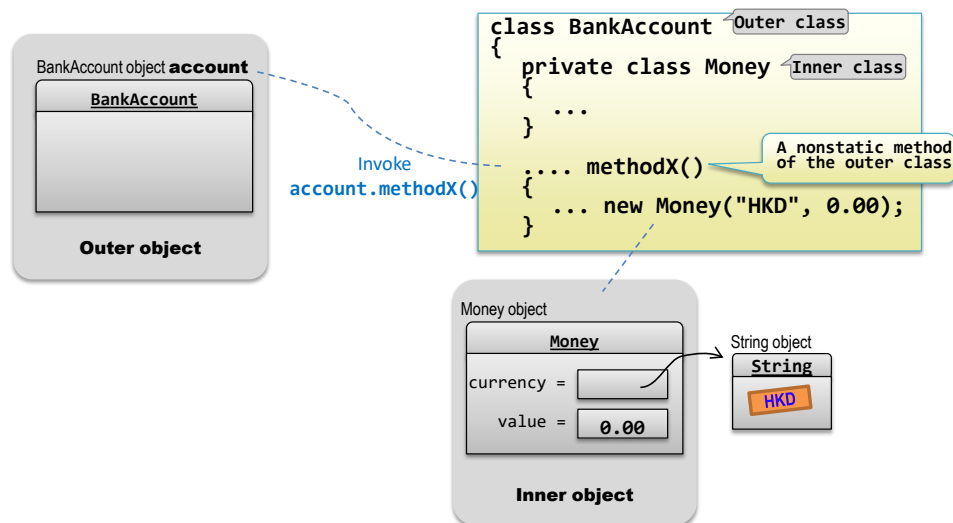 class BankAccount
Outer class
{
private class Money
Inner class
{
...
}
.... methodX()
A nonstatic method
of the outer class
{
... new Money("HKD", 0.00);
}
BankAccount object account
BankAccount
Outer object
Invoke
account.methodX()
Money object
Money
currency =
value =
0.00
Inner object
String object
String
HKD